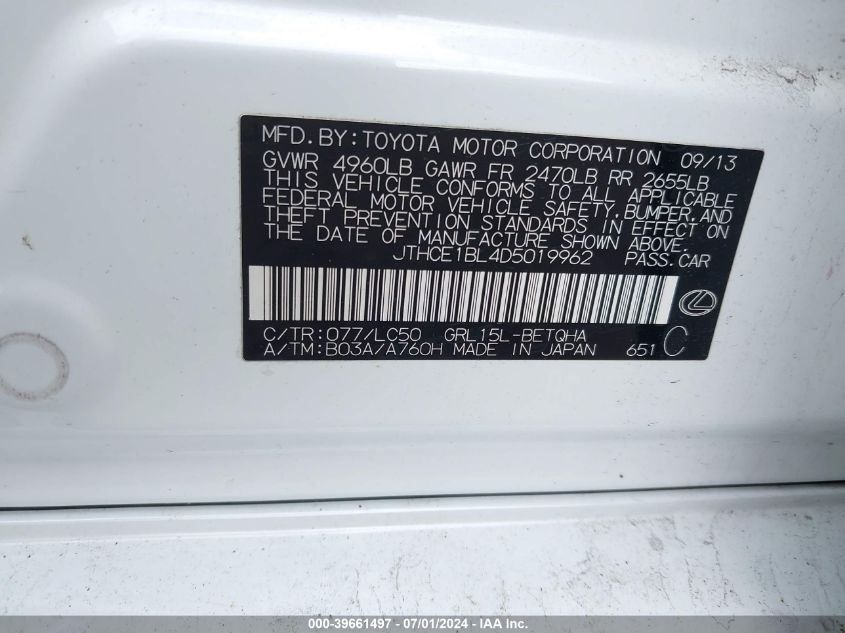 MFD.BY:TOYOTA MOTOR CORPORATION 09/13
GVWR 4960LB GAWR FR 2470LB RR 2655LB
THIS VEHICLE CONFORMS TO ALL APPLICABLE
FEDERAL MOTOR VEHICLE SAFETY,BUMPER,AND
THEFT PREVENTION STANDARDS IN EFFECT ON
THE DATE OF MANUFACTURE SHOWN ABOVE.
JTHCE1BL4D5019962 PASS.CAR
C/TR:077/LC50 GRL15L-BETQHA
A/TM:B03A/A760H MADE IN JAPAN 651 C
000-39661497 - 07/01/2024 - IAA Inc.